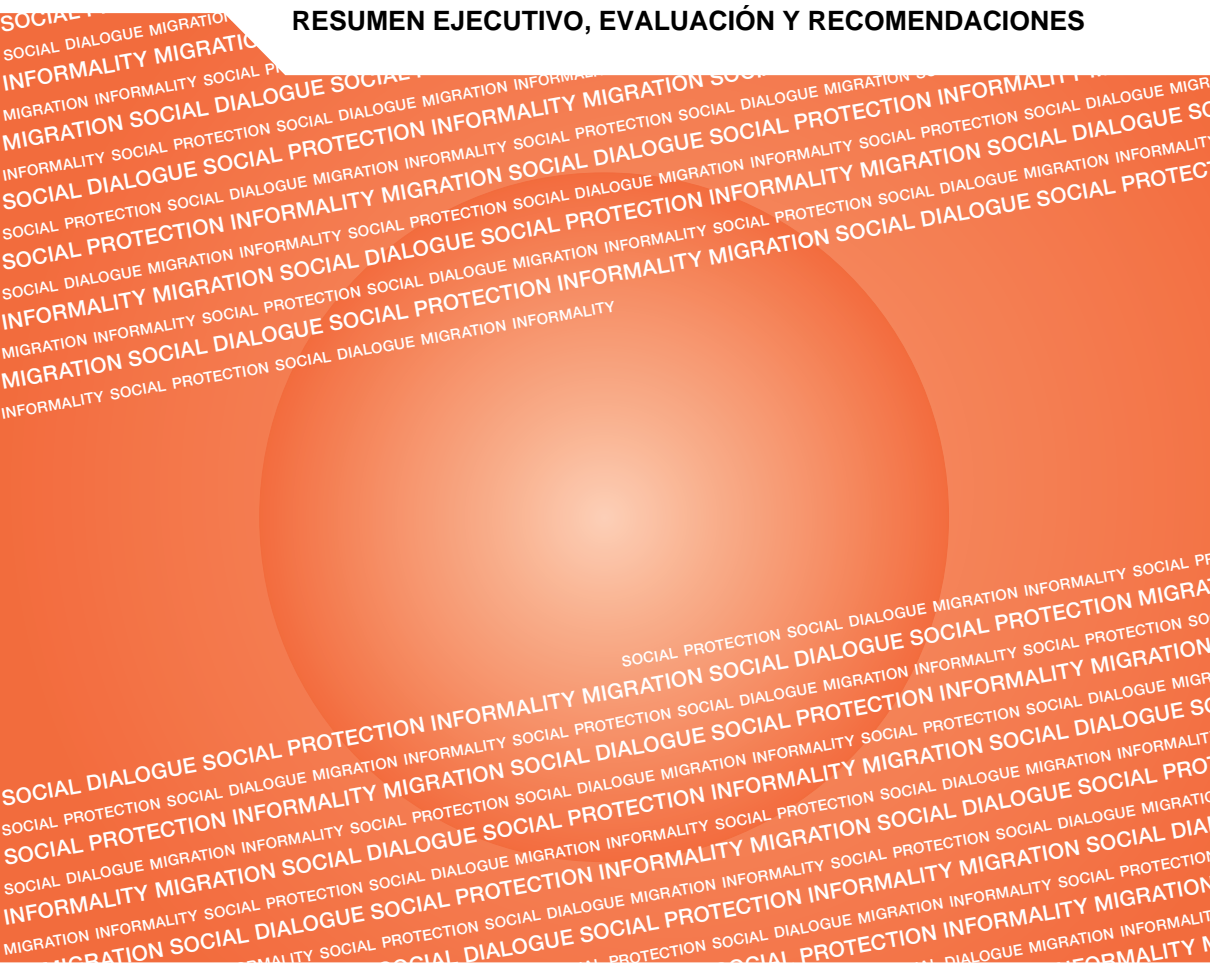 RESUMEN EJECUTIVO, EVALUACIÓN Y RECOMENDACIONES
SOCIAL
SOCIAL DIALOGUE MIGRATION
INFORMALITY
MIGRATION INFORMALITY SOCIAL
MIGRATION SOCIAL DIALOGUE SOCIAL
INFORMALITY SOCIAL PROTECTION SOCIAL DIALOGUE MIGRATION
SOCIAL DIALOGUE SOCIAL PROTECTION INFORMALITY MIGRATION
SOCIAL PROTECTION SOCIAL DIALOGUE MIGRATION INFORMALITY SOCIAL PROTECTION SOCIAL DIALOGUE MIGRATION
SOCIAL PROTECTION INFORMALITY MIGRATION SOCIAL DIALOGUE SOCIAL PROTECTION INFORMALITY
SOCIAL DIALOGUE MIGRATION INFORMALITY SOCIAL PROTECTION SOCIAL DIALOGUE MIGRATION INFORMALITY SOCIAL PROTECTION SOCIAL DIALOGUE
INFORMALITY MIGRATION SOCIAL DIALOGUE SOCIAL PROTECTION INFORMALITY MIGRATION SOCIAL DIALOGUE
MIGRATION INFORMALITY SOCIAL PROTECTION SOCIAL DIALOGUE MIGRATION INFORMALITY SOCIAL PROTECTION SOCIAL DIALOGUE MIGRATION INFORMALITY
MIGRATION SOCIAL DIALOGUE SOCIAL PROTECTION INFORMALITY MIGRATION SOCIAL DIALOGUE SOCIAL
INFORMALITY SOCIAL PROTECTION SOCIAL DIALOGUE MIGRATION INFORMALITY
SOCIAL PROTECTION SOCIAL DIALOGUE MIGRATION INFORMALITY SOCIAL
SOCIAL DIALOGUE SOCIAL PROTECTION INFORMALITY MIGRATION SOCIAL DIALOGUE SOCIAL PROTECTION
SOCIAL PROTECTION SOCIAL DIALOGUE MIGRATION INFORMALITY SOCIAL PROTECTION SOCIAL DIALOGUE MIGRATION INFORMALITY SOCIAL PROTECTION
SOCIAL PROTECTION INFORMALITY MIGRATION SOCIAL DIALOGUE SOCIAL PROTECTION INFORMALITY MIGRATION
SOCIAL DIALOGUE MIGRATION INFORMALITY SOCIAL PROTECTION SOCIAL DIALOGUE MIGRATION INFORMALITY SOCIAL PROTECTION SOCIAL DIALOGUE
INFORMALITY MIGRATION SOCIAL DIALOGUE SOCIAL PROTECTION INFORMALITY MIGRATION SOCIAL DIALOGUE
MIGRATION INFORMALITY SOCIAL PROTECTION SOCIAL DIALOGUE MIGRATION INFORMALITY SOCIAL PROTECTION SOCIAL DIALOGUE MIGRATION
SOCIAL DIALOGUE SOCIAL PROTECTION INFORMALITY MIGRATION SOCIAL DIALOGUE SOCIAL
SOCIAL PROTECTION SOCIAL DIALOGUE MIGRATION INFORMALITY SOCIAL PROTECTION SOCIAL DIALOGUE
SOCIAL DIALOGUE SOCIAL PROTECTION INFORMALITY MIGRATION SOCIAL
PROTECTION SOCIAL DIALOGUE MIGRATION INFORMALITY SOCIAL PROTECTION
SOCIAL PROTECTION INFORMALITY MIGRATION
DIALOGUE MIGRATION